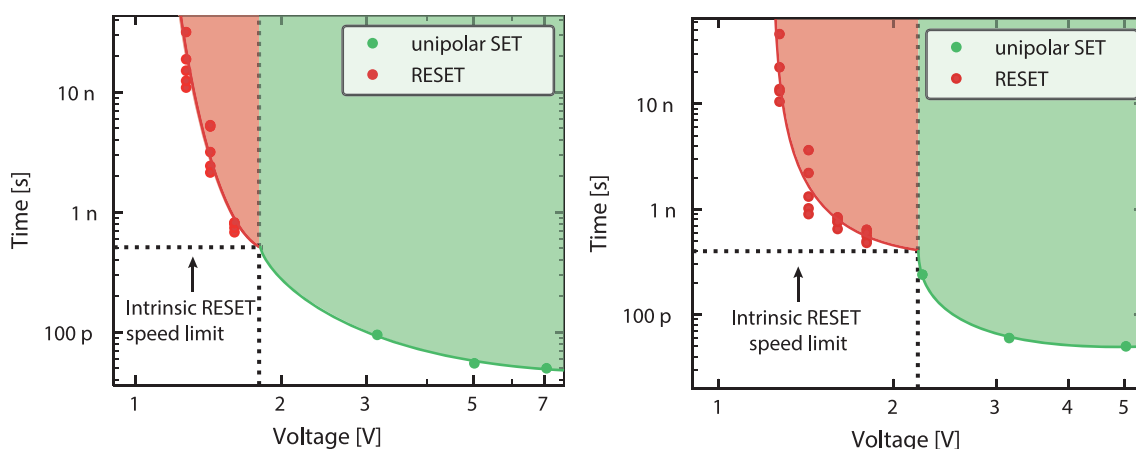 unipolar SET
RESET
10 n
1 n
100 p
Time [s]
Intrinsic RESET
speed limit
1
2
3
5
7
Voltage [V]
unipolar SET
RESET
10 n
1 n
100 p
Time [s]
Intrinsic RESET
speed limit
1
2
3
4
5
Voltage [V]